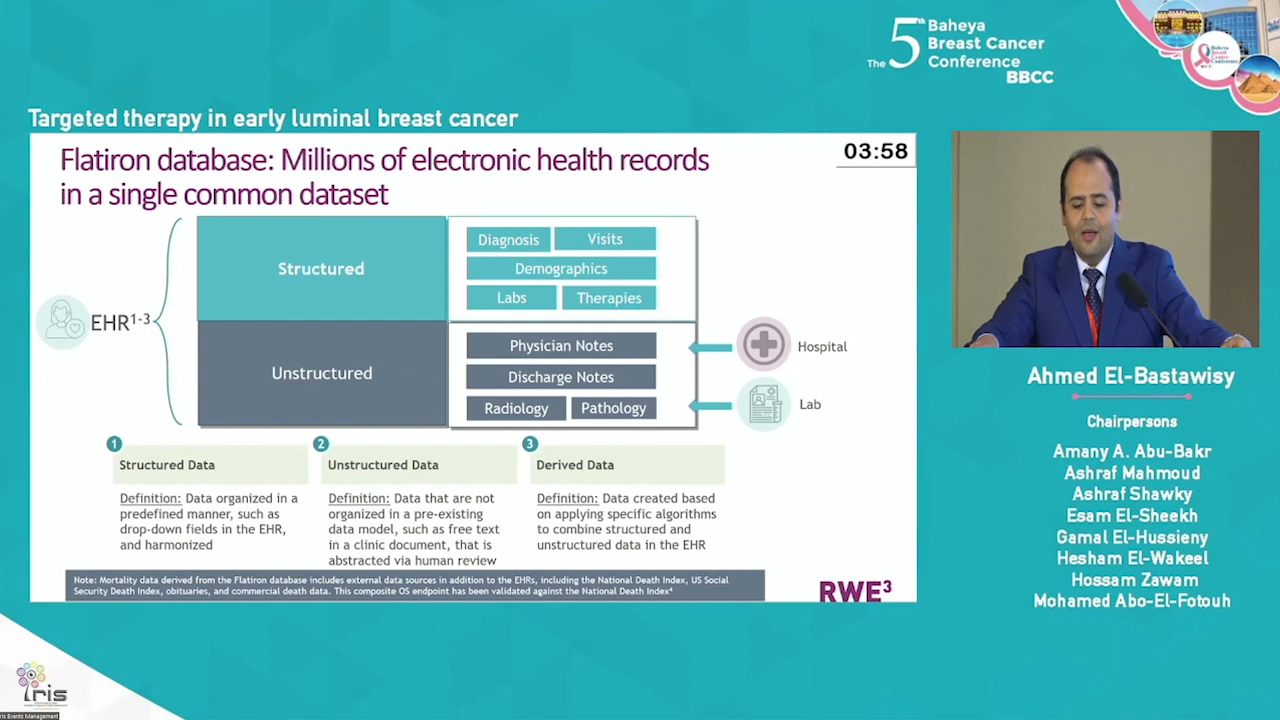 The 5th Baheya
Breast Cancer
Conference
BBCC
Baheya
Breast
Cancer
Conference
Targeted therapy in early luminal breast cancer
Flatiron database: Millions of electronic health records
in a single common dataset
03:58
EHR1-3
Structured
Diagnosis Visits
Demographics
Labs Therapies
Unstructured
Physician Notes
Discharge Notes
Radiology Pathology
Hospital
Lab
1
Structured Data
Definition: Data organized in a
predefined manner, such as
drop-down fields in the EHR,
and harmonized
2
Unstructured Data
Definition: Data that are not
organized in a pre-existing
data model, such as free text
in a clinic document, that is
abstracted via human review
3
Derived Data
Definition: Data created based
on applying specific algorithms
to combine structured and
unstructured data in the EHR
Note: Mortality data derived from the Flatiron database includes external data sources in addition to the EHRs, including the National Death Index, US Social
Security Death Index, obituaries, and commercial death data. This composite OS endpoint has been validated against the National Death Index4
RWE3
Ahmed El-Bastawisy
Chairpersons
Amany A. Abu-Bakr
Ashraf Mahmoud
Ashraf Shawky
Esam El-Sheekh
Gamal El-Hussieny
Hesham El-Wakeel
Hossam Zawam
Mohamed Abo-El-Fotouh
iris
Iris Events Management